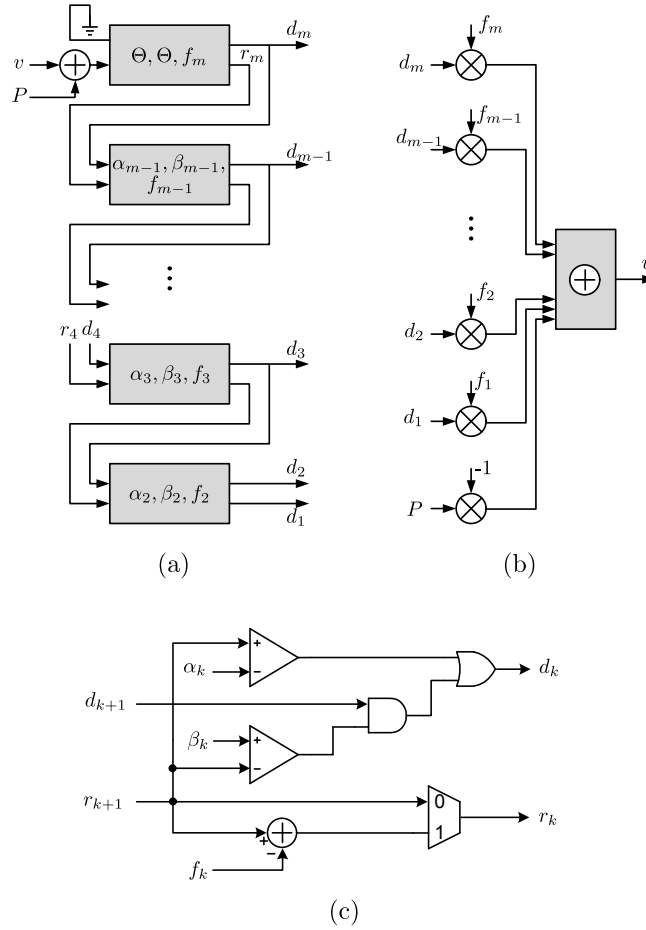 d_m
v
Θ, Θ, f_m
r_m
P
α_{m−1}, β_{m−1},
f_{m−1}
d_{m−1}
r_4 d_4
α_3, β_3, f_3
d_3
α_2, β_2, f_2
d_2
d_1
(a)
f_m
d_m
f_{m−1}
d_{m−1}
f_2
d_2
f_1
d_1
-1
P
v
(b)
+
α_k
−
d_k
d_{k+1}
β_k
+
−
r_{k+1}
0
1
r_k
+
−
f_k
(c)